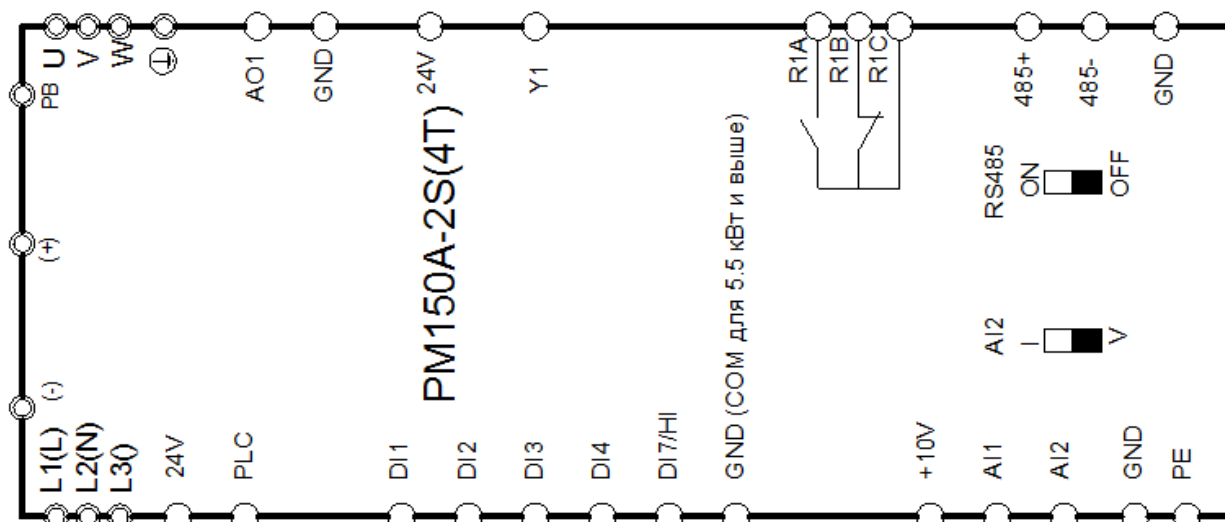 U
V
W
AO1
GND
24V
Y1
R1A
R1B
R1C
485+
485-
GND
PB
(+)
(-)
PM150A-2S(4T)
RS485
ON
OFF
AI2
I
V
L1(L)
L2(N)
L3()
24V
PLC
DI1
DI2
DI3
DI4
DI7/HI
GND (COM для 5.5 кВт и выше)
+10V
AI1
AI2
GND
PE